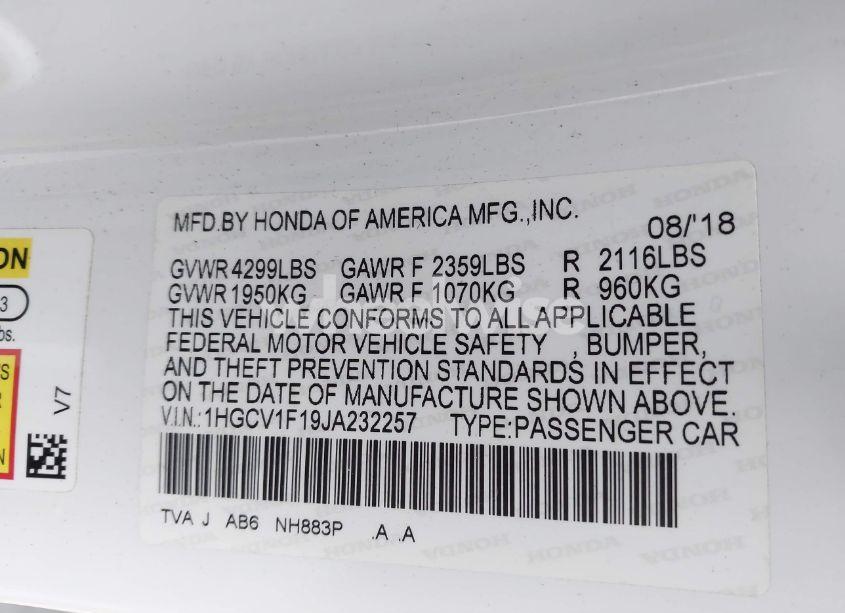 MFD.BY HONDA OF AMERICA MFG.,INC.
08/'18
GVWR 4299LBS GAWR F 2359LBS R 2116LBS
GVWR 1950KG GAWR F 1070KG R 960KG
THIS VEHICLE CONFORMS TO ALL APPLICABLE
FEDERAL MOTOR VEHICLE SAFETY , BUMPER,
AND THEFT PREVENTION STANDARDS IN EFFECT
ON THE DATE OF MANUFACTURE SHOWN ABOVE.
V.I.N.:1HGCV1F19JA232257 TYPE:PASSENGER CAR
TVA J AB6 NH883P .A .A
V7